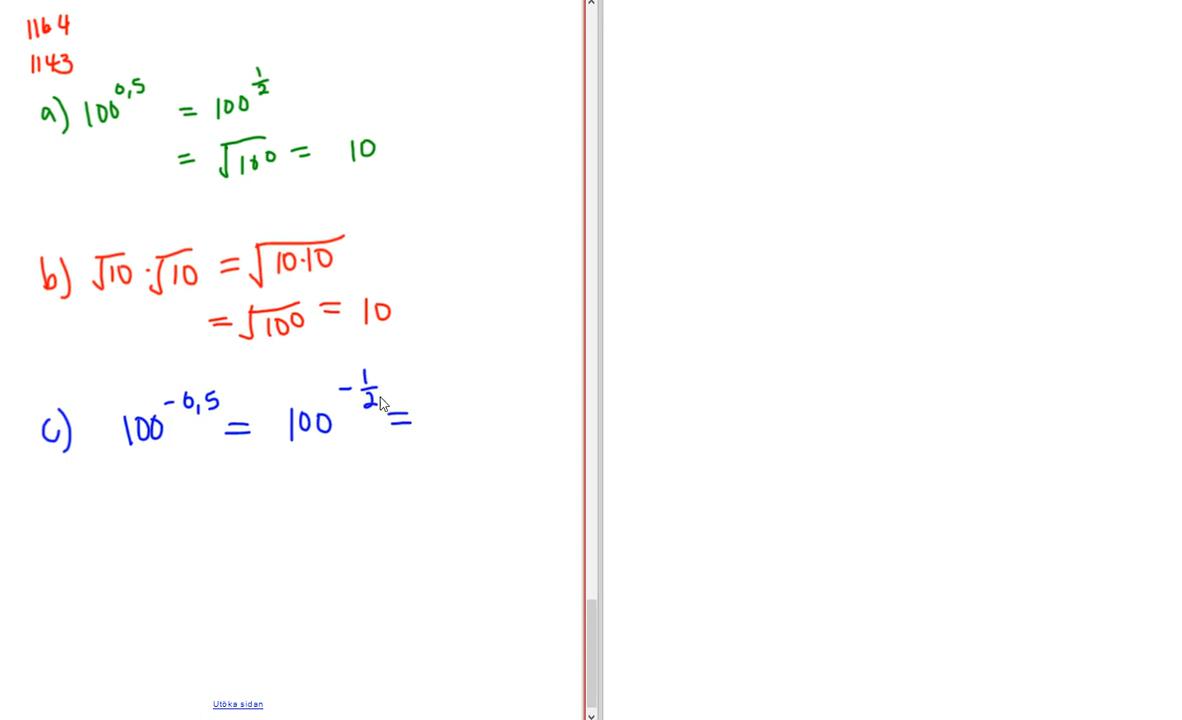 1164
1143
a) 100^0,5 = 100^1/2
= √100 = 10
b) √10 · √10 = √10·10
= √100 = 10
c) 100^-0,5 = 100^-1/2 =
Utöka sidan